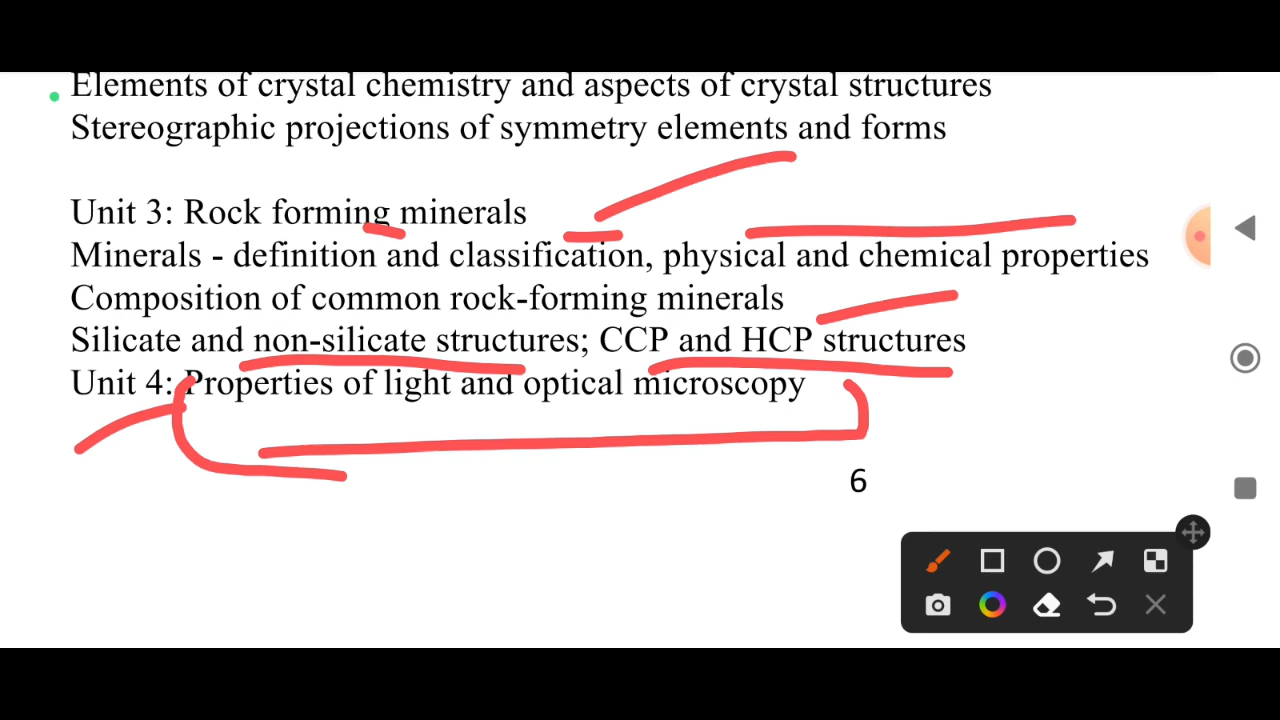 Elements of crystal chemistry and aspects of crystal structures
Stereographic projections of symmetry elements and forms
Unit 3: Rock forming minerals
Minerals - definition and classification, physical and chemical properties
Composition of common rock-forming minerals
Silicate and non-silicate structures; CCP and HCP structures
Unit 4: Properties of light and optical microscopy
6